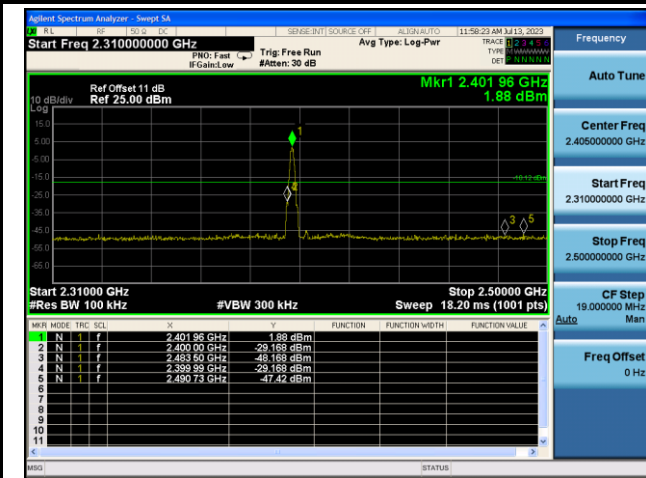 Agilent Spectrum Analyzer - Swept SA
RL RF 50 Ω DC SENSE:INT SOURCE OFF ALIGN AUTO 11:58:23 AM Jul 13, 2023
Start Freq 2.310000000 GHz
PNO: Fast
IFGain:Low
Trig: Free Run
#Atten: 30 dB
Avg Type: Log-Pwr
TRACE 1 2 3 4 5 6
TYPE M
DET P N N N N N
Frequency
Mkr1 2.401 96 GHz
1.88 dBm
Ref Offset 11 dB
Ref 25.00 dBm
10 dB/div
Log
15.0
5.00
-5.00
-15.0
-25.0
-35.0
-45.0
-55.0
-65.0
1
3
5
Start 2.31000 GHz
Stop 2.50000 GHz
#Res BW 100 kHz
#VBW 300 kHz
Sweep 18.20 ms (1001 pts)
MKR MODE TRC SCL X Y FUNCTION FUNCTION WIDTH FUNCTION VALUE
1 N 1 f 2.401 96 GHz 1.88 dBm
2 N 1 f 2.400 00 GHz -29.168 dBm
3 N 1 f 2.483 50 GHz -48.168 dBm
4 N 1 f 2.399 99 GHz -29.168 dBm
5 N 1 f 2.490 73 GHz -47.42 dBm
6
7
8
9
10
11
MSG
STATUS
Auto Tune
Center Freq
2.405000000 GHz
Start Freq
2.310000000 GHz
Stop Freq
2.500000000 GHz
CF Step
19.000000 MHz
Auto Man
Freq Offset
0 Hz